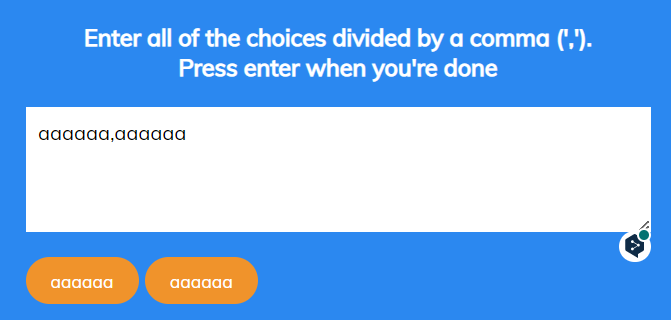 Enter all of the choices divided by a comma (',').
Press enter when you're done
aaaaaa,aaaaaa
aaaaaa aaaaaa